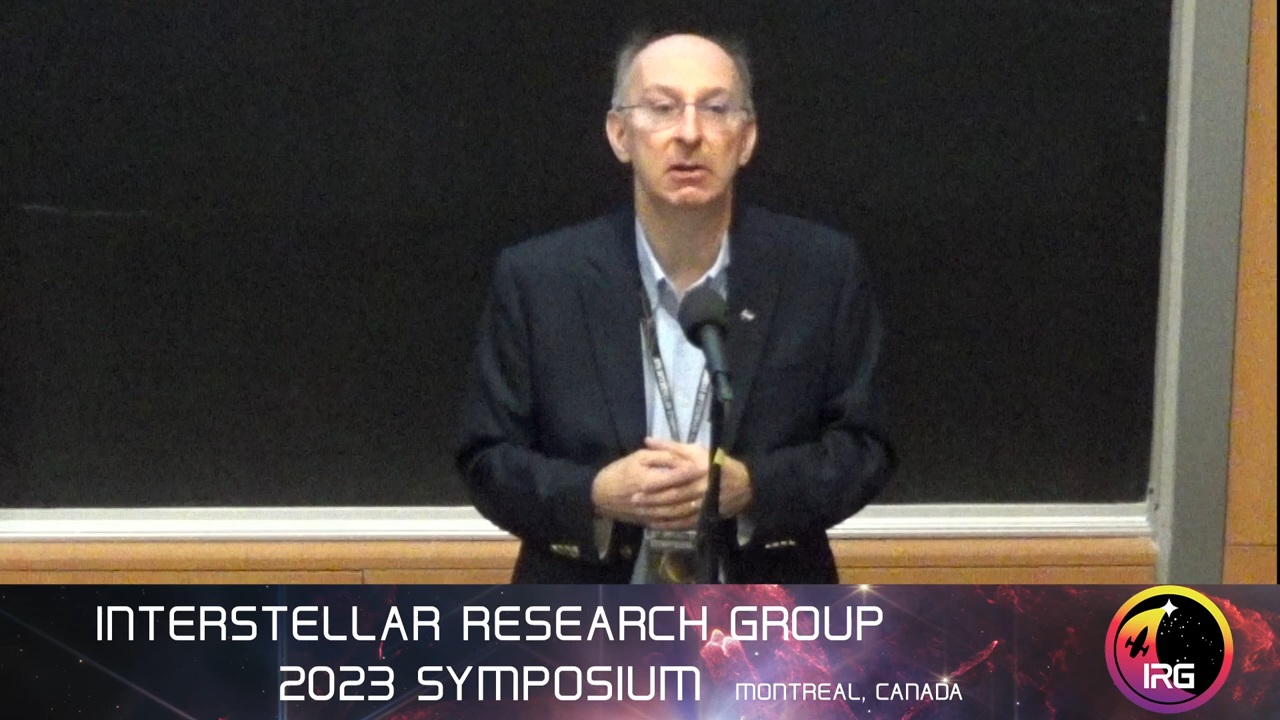 INTERSTELLAR RESEARCH GROUP
2023 SYMPOSIUM MONTREAL, CANADA
IRG